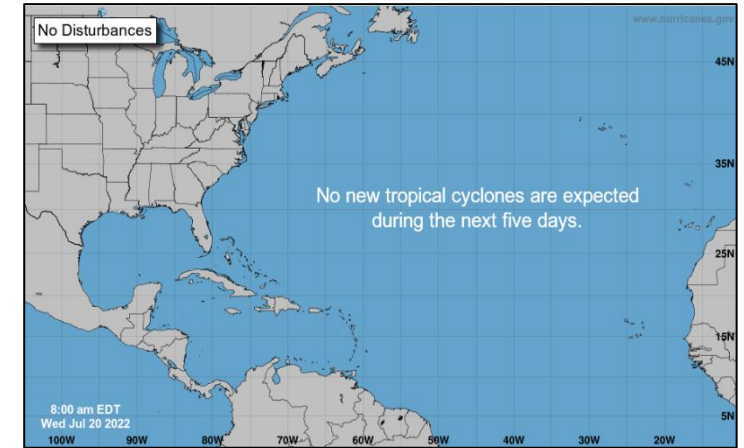 No Disturbances
www.hurricanes.gov
45N
35N
No new tropical cyclones are expected
during the next five days.
25N
15N
8:00 am EDT
Wed Jul 20 2022
5N
100W 90W 80W 70W 60W 50W 40W 30W 20W